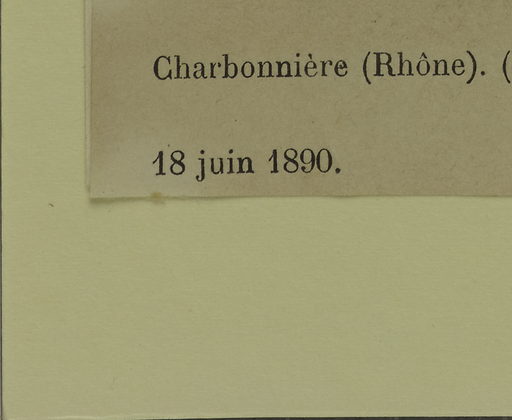 Charbonnière (Rhône). (
18 juin 1890.